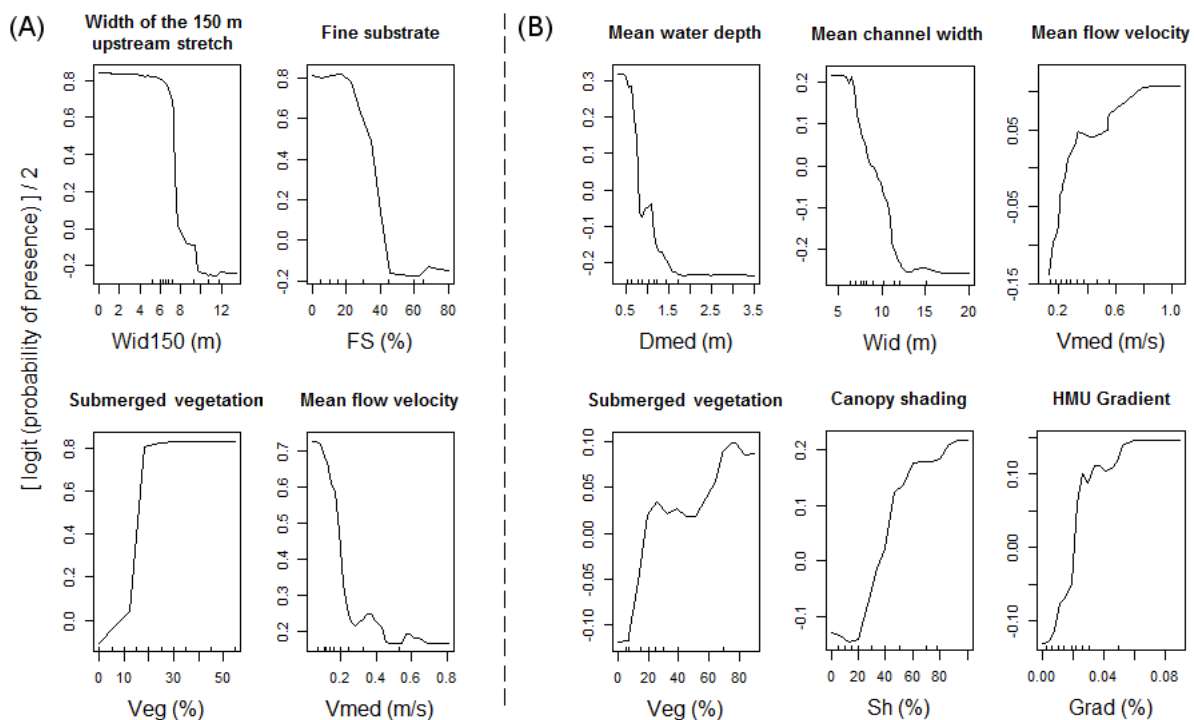 (A)
Width of the 150 m
upstream stretch
Fine substrate
[ logit (probability of presence) ] / 2
0.8
0.6
0.4
0.2
0.0
-0.2
0 2 4 6 8 12
Wid150 (m)
0.8
0.6
0.4
0.2
0.0
-0.2
0 20 40 60 80
FS (%)
Submerged vegetation
Mean flow velocity
0.8
0.6
0.4
0.2
0.0
0 10 30 50
Veg (%)
0.7
0.6
0.5
0.4
0.3
0.2
0.2 0.4 0.6 0.8
Vmed (m/s)
(B)
Mean water depth
Mean channel width
Mean flow velocity
0.3
0.2
0.1
0.0
-0.1
-0.2
0.5 1.5 2.5 3.5
Dmed (m)
0.2
0.1
0.0
-0.1
-0.2
5 10 15 20
Wid (m)
0.05
-0.05
-0.15
0.2 0.6 1.0
Vmed (m/s)
Submerged vegetation
Canopy shading
HMU Gradient
0.10
0.05
0.00
-0.05
-0.10
0 20 40 60 80
Veg (%)
0.2
0.1
0.0
-0.1
0 20 40 60 80
Sh (%)
0.10
0.00
-0.10
0.00 0.04 0.08
Grad (%)